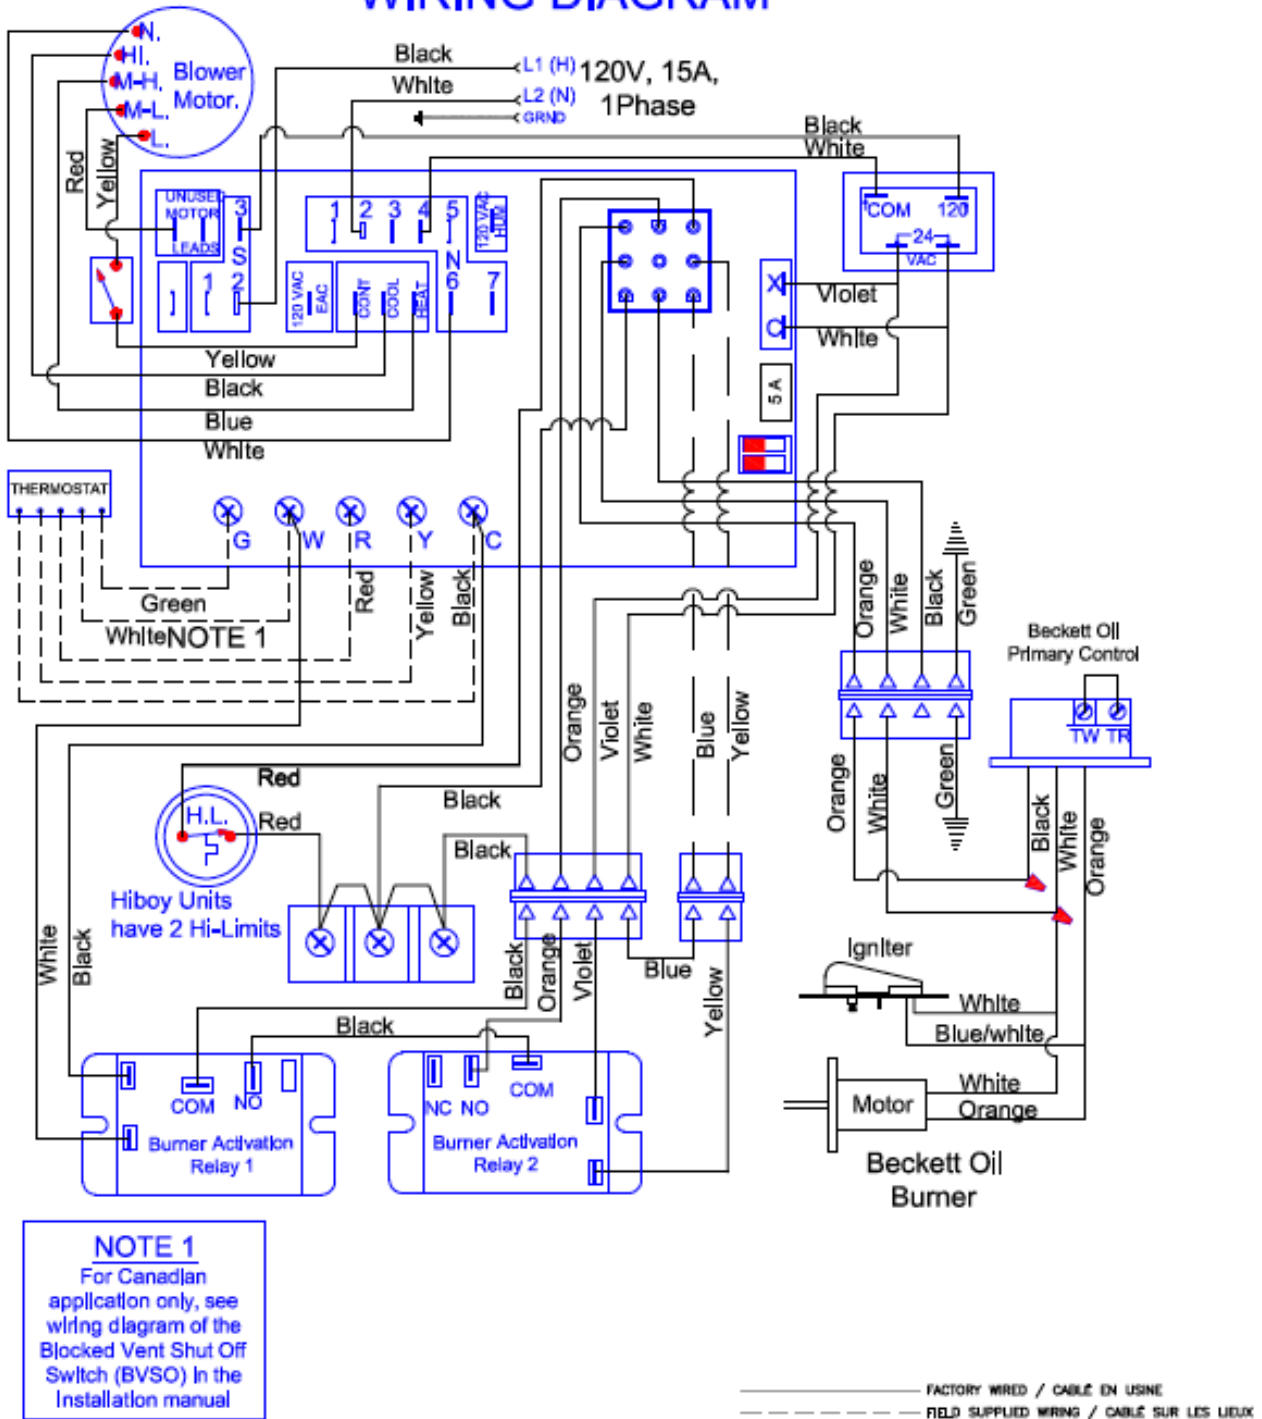 WIRING DIAGRAM
N.
HI.
M-H.
M-L.
L.
Blower
Motor.
Black
White
L1 (H)
L2 (N)
GRND
120V, 15A,
1Phase
Black
White
Red
Yellow
UNUSED
MOTOR
LEADS
3
S
1
2
1
2
3
4
5
N
6
7
120 VAC
HUM
120 VAC
EAC
CONT
COOL
HEAT
COM
120
24
VAC
X
C
Violet
White
5 A
Yellow
Black
Blue
White
THERMOSTAT
G
W
R
Y
C
Green
White NOTE 1
Red
Yellow
Black
Orange
White
Black
Green
Beckett Oil
Primary Control
TW TR
Orange
Violet
White
Blue
Yellow
Orange
White
Green
Black
White
Orange
Red
Black
H.L.
Red
Black
Hiboy Units
have 2 Hi-Limits
White
Black
Black
Orange
Violet
Blue
Yellow
Igniter
White
Blue/white
White
Orange
Motor
Beckett Oil
Burner
Black
COM
NO
Burner Activation
Relay 1
NC NO
COM
Burner Activation
Relay 2
NOTE 1
For Canadian
application only, see
wiring diagram of the
Blocked Vent Shut Off
Switch (BVSO) in the
Installation manual
FACTORY WIRED / CABLÉ EN USINE
FIELD SUPPLIED WIRING / CABLÉ SUR LES LIEUX